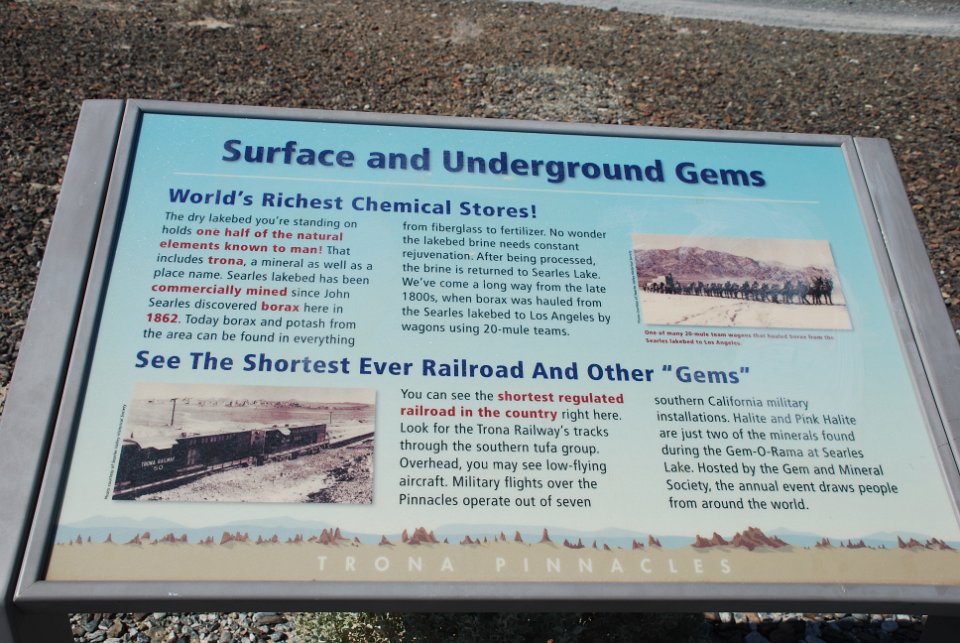 Surface and Underground Gems
World's Richest Chemical Stores!
The dry lakebed you're standing on
holds one half of the natural
elements known to man! That
includes trona, a mineral as well as a
place name. Searles lakebed has been
commercially mined since John
Searles discovered borax here in
1862. Today borax and potash from
the area can be found in everything
from fiberglass to fertilizer. No wonder
the lakebed brine needs constant
rejuvenation. After being processed,
the brine is returned to Searles Lake.
We've come a long way from the late
1800s, when borax was hauled from
the Searles lakebed to Los Angeles by
wagons using 20-mule teams.
One of many 20-mule team wagons that hauled borax from the
Searles lakebed to Los Angeles
See The Shortest Ever Railroad And Other "Gems"
TRONA RAILWAY
50
You can see the shortest regulated
railroad in the country right here.
Look for the Trona Railway's tracks
through the southern tufa group.
Overhead, you may see low-flying
aircraft. Military flights over the
Pinnacles operate out of seven
southern California military
installations. Halite and Pink Halite
are just two of the minerals found
during the Gem-O-Rama at Searles
Lake. Hosted by the Gem and Mineral
Society, the annual event draws people
from around the world.
TRONA PINNACLES